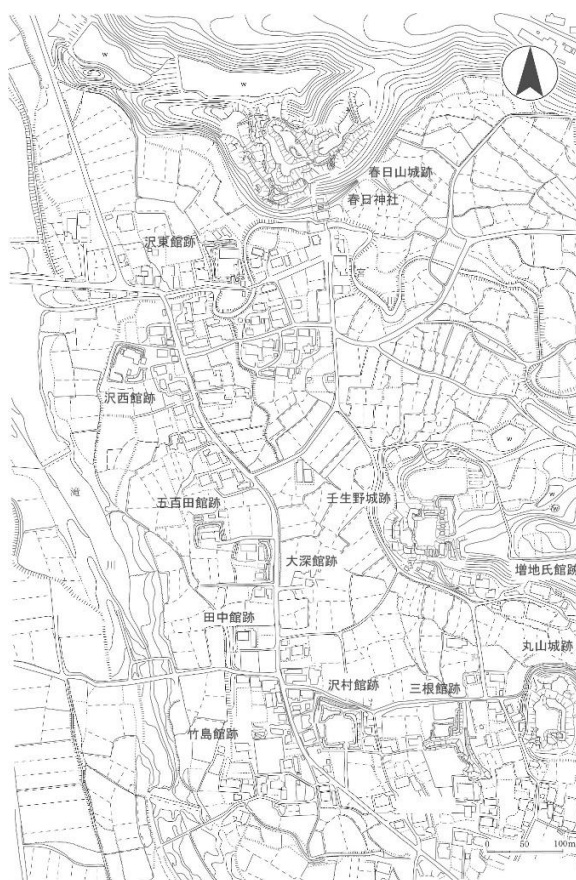 w
w
春日山城跡
春日神社
沢東館跡
宮
沢西館跡
w
五百田館跡
壬生野城跡
滝
川
w
大深館跡
増地氏館跡
田中館跡
丸山城跡
沢村館跡
三根館跡
竹島館跡
0 50 100m